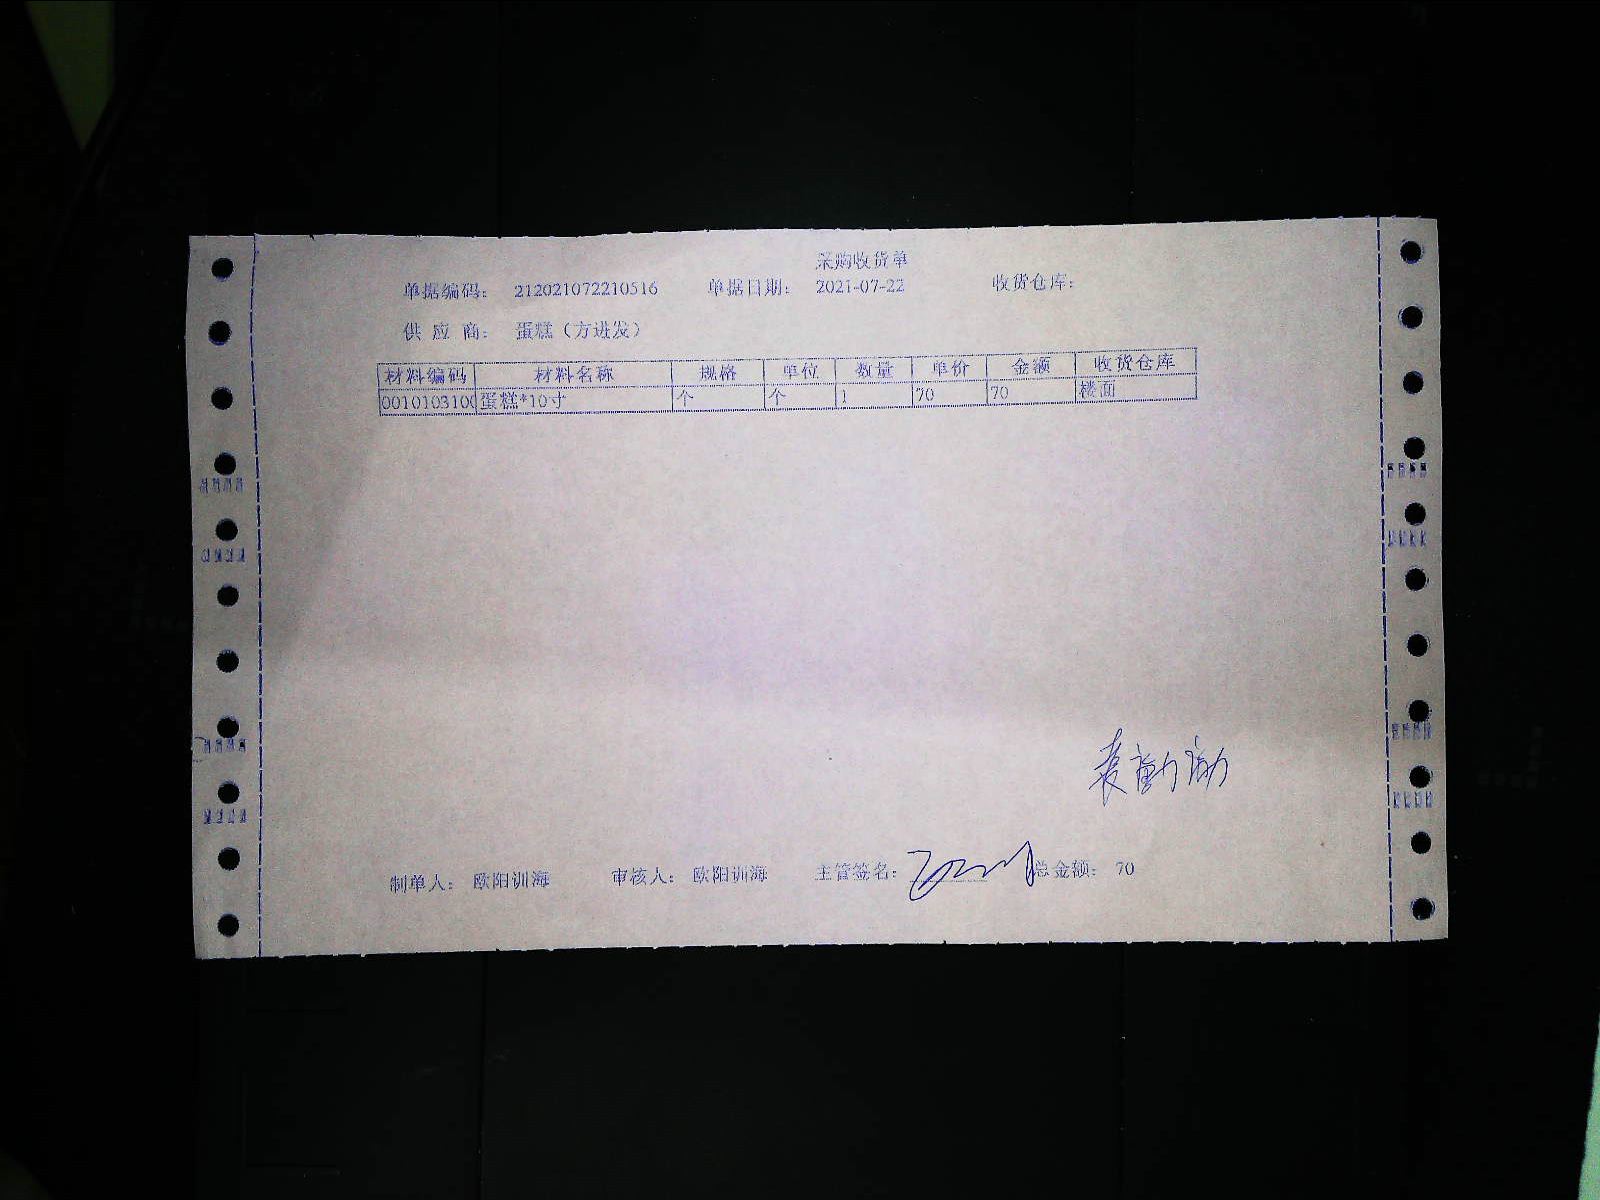 采购收货单
单据编码： 212021072210516 单据日期： 2021-07-22 收货仓库：
供 应 商： 蛋糕（方进发）
材料编码 材料名称 规格 单位 数量 单价 金额 收货仓库
0010103100 蛋糕*10寸 个 个 1 70 70 楼面
制单人： 欧阳训海 审核人： 欧阳训海 主管签名： 总金额： 70